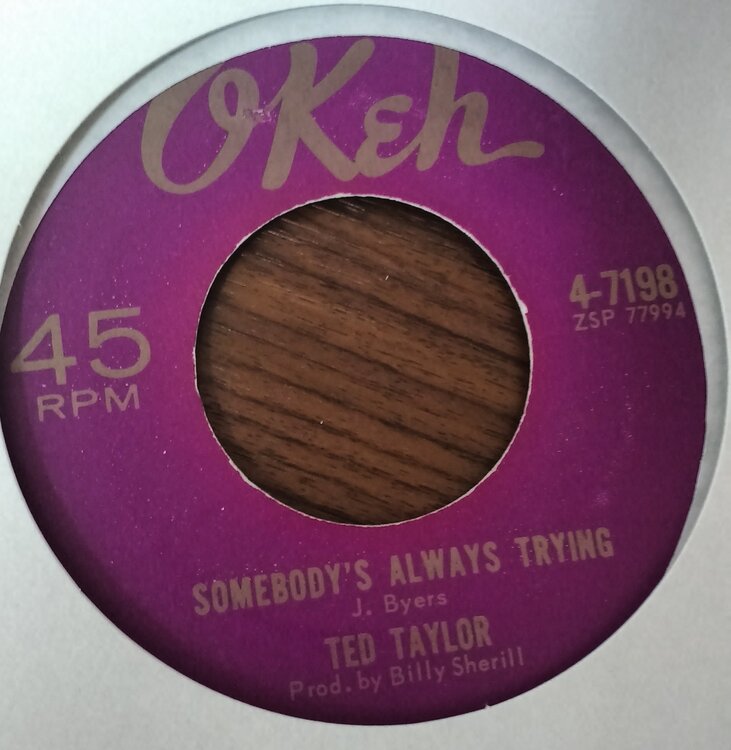 OKeh
45
RPM
4-7198
ZSP 77994
SOMEBODY'S ALWAYS TRYING
J. Byers
TED TAYLOR
Prod. by Billy Sherill